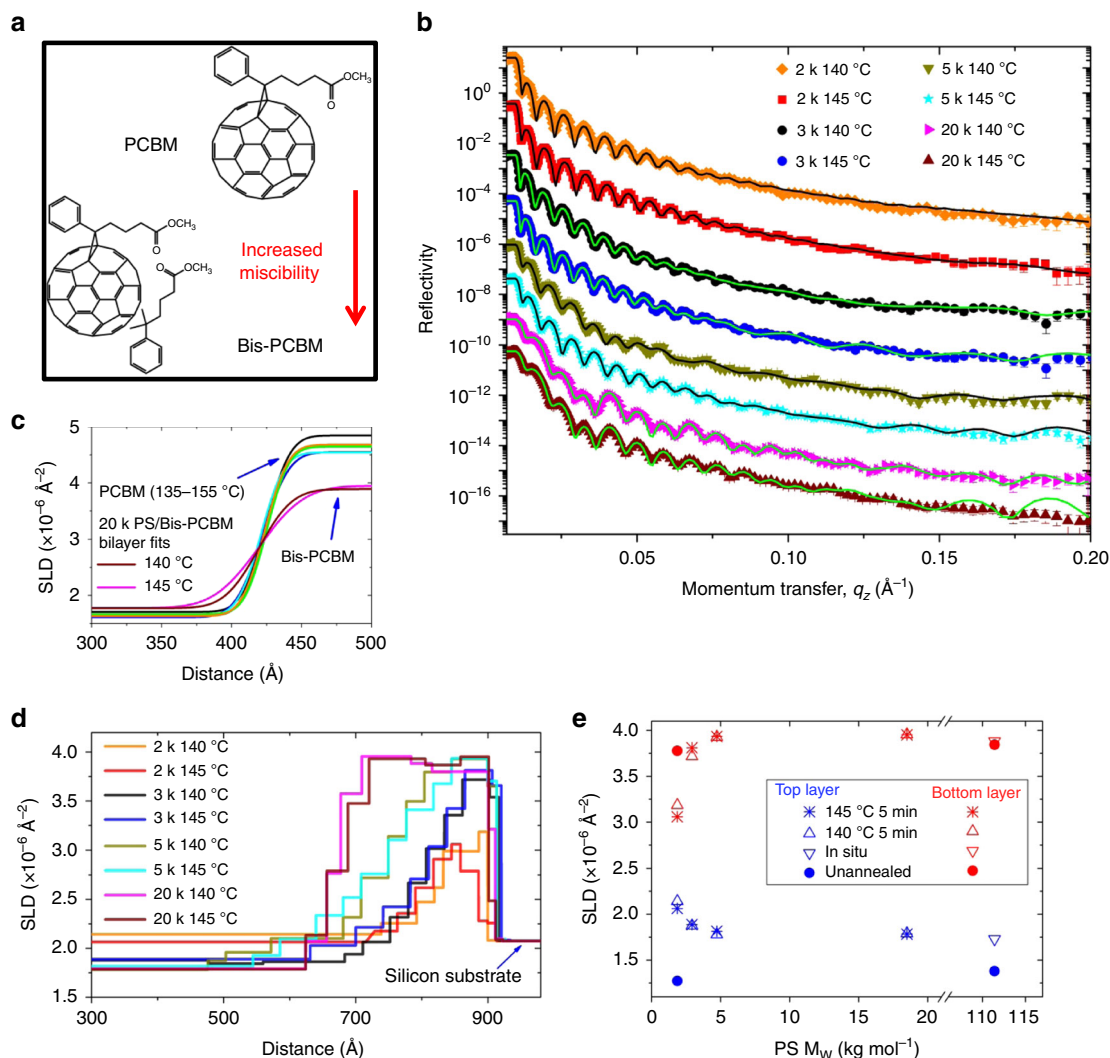 a
PCBM
OCH3
O
Increased
miscibility
OCH3
O
OCH3
O
Bis-PCBM
b
Reflectivity
10⁰
10⁻²
10⁻⁴
10⁻⁶
10⁻⁸
10⁻¹⁰
10⁻¹²
10⁻¹⁴
10⁻¹⁶
2 k 140 °C
2 k 145 °C
3 k 140 °C
3 k 145 °C
5 k 140 °C
5 k 145 °C
20 k 140 °C
20 k 145 °C
0.05 0.10 0.15 0.20
Momentum transfer, qz (Å⁻¹)
c
SLD (×10⁻⁶ Å⁻²)
5
4
3
2
PCBM (135–155 °C)
20 k PS/Bis-PCBM
bilayer fits
140 °C
145 °C
Bis-PCBM
300 350 400 450 500
Distance (Å)
d
SLD (×10⁻⁶ Å⁻²)
4.0
3.5
3.0
2.5
2.0
1.5
2 k 140 °C
2 k 145 °C
3 k 140 °C
3 k 145 °C
5 k 140 °C
5 k 145 °C
20 k 140 °C
20 k 145 °C
Silicon substrate
300 500 700 900
Distance (Å)
e
SLD (×10⁻⁶ Å⁻²)
4.0
3.5
3.0
2.5
2.0
1.5
Top layer Bottom layer
145 °C 5 min
140 °C 5 min
In situ
Unannealed
0 5 10 15 20 110 115
PS MW (kg mol⁻¹)